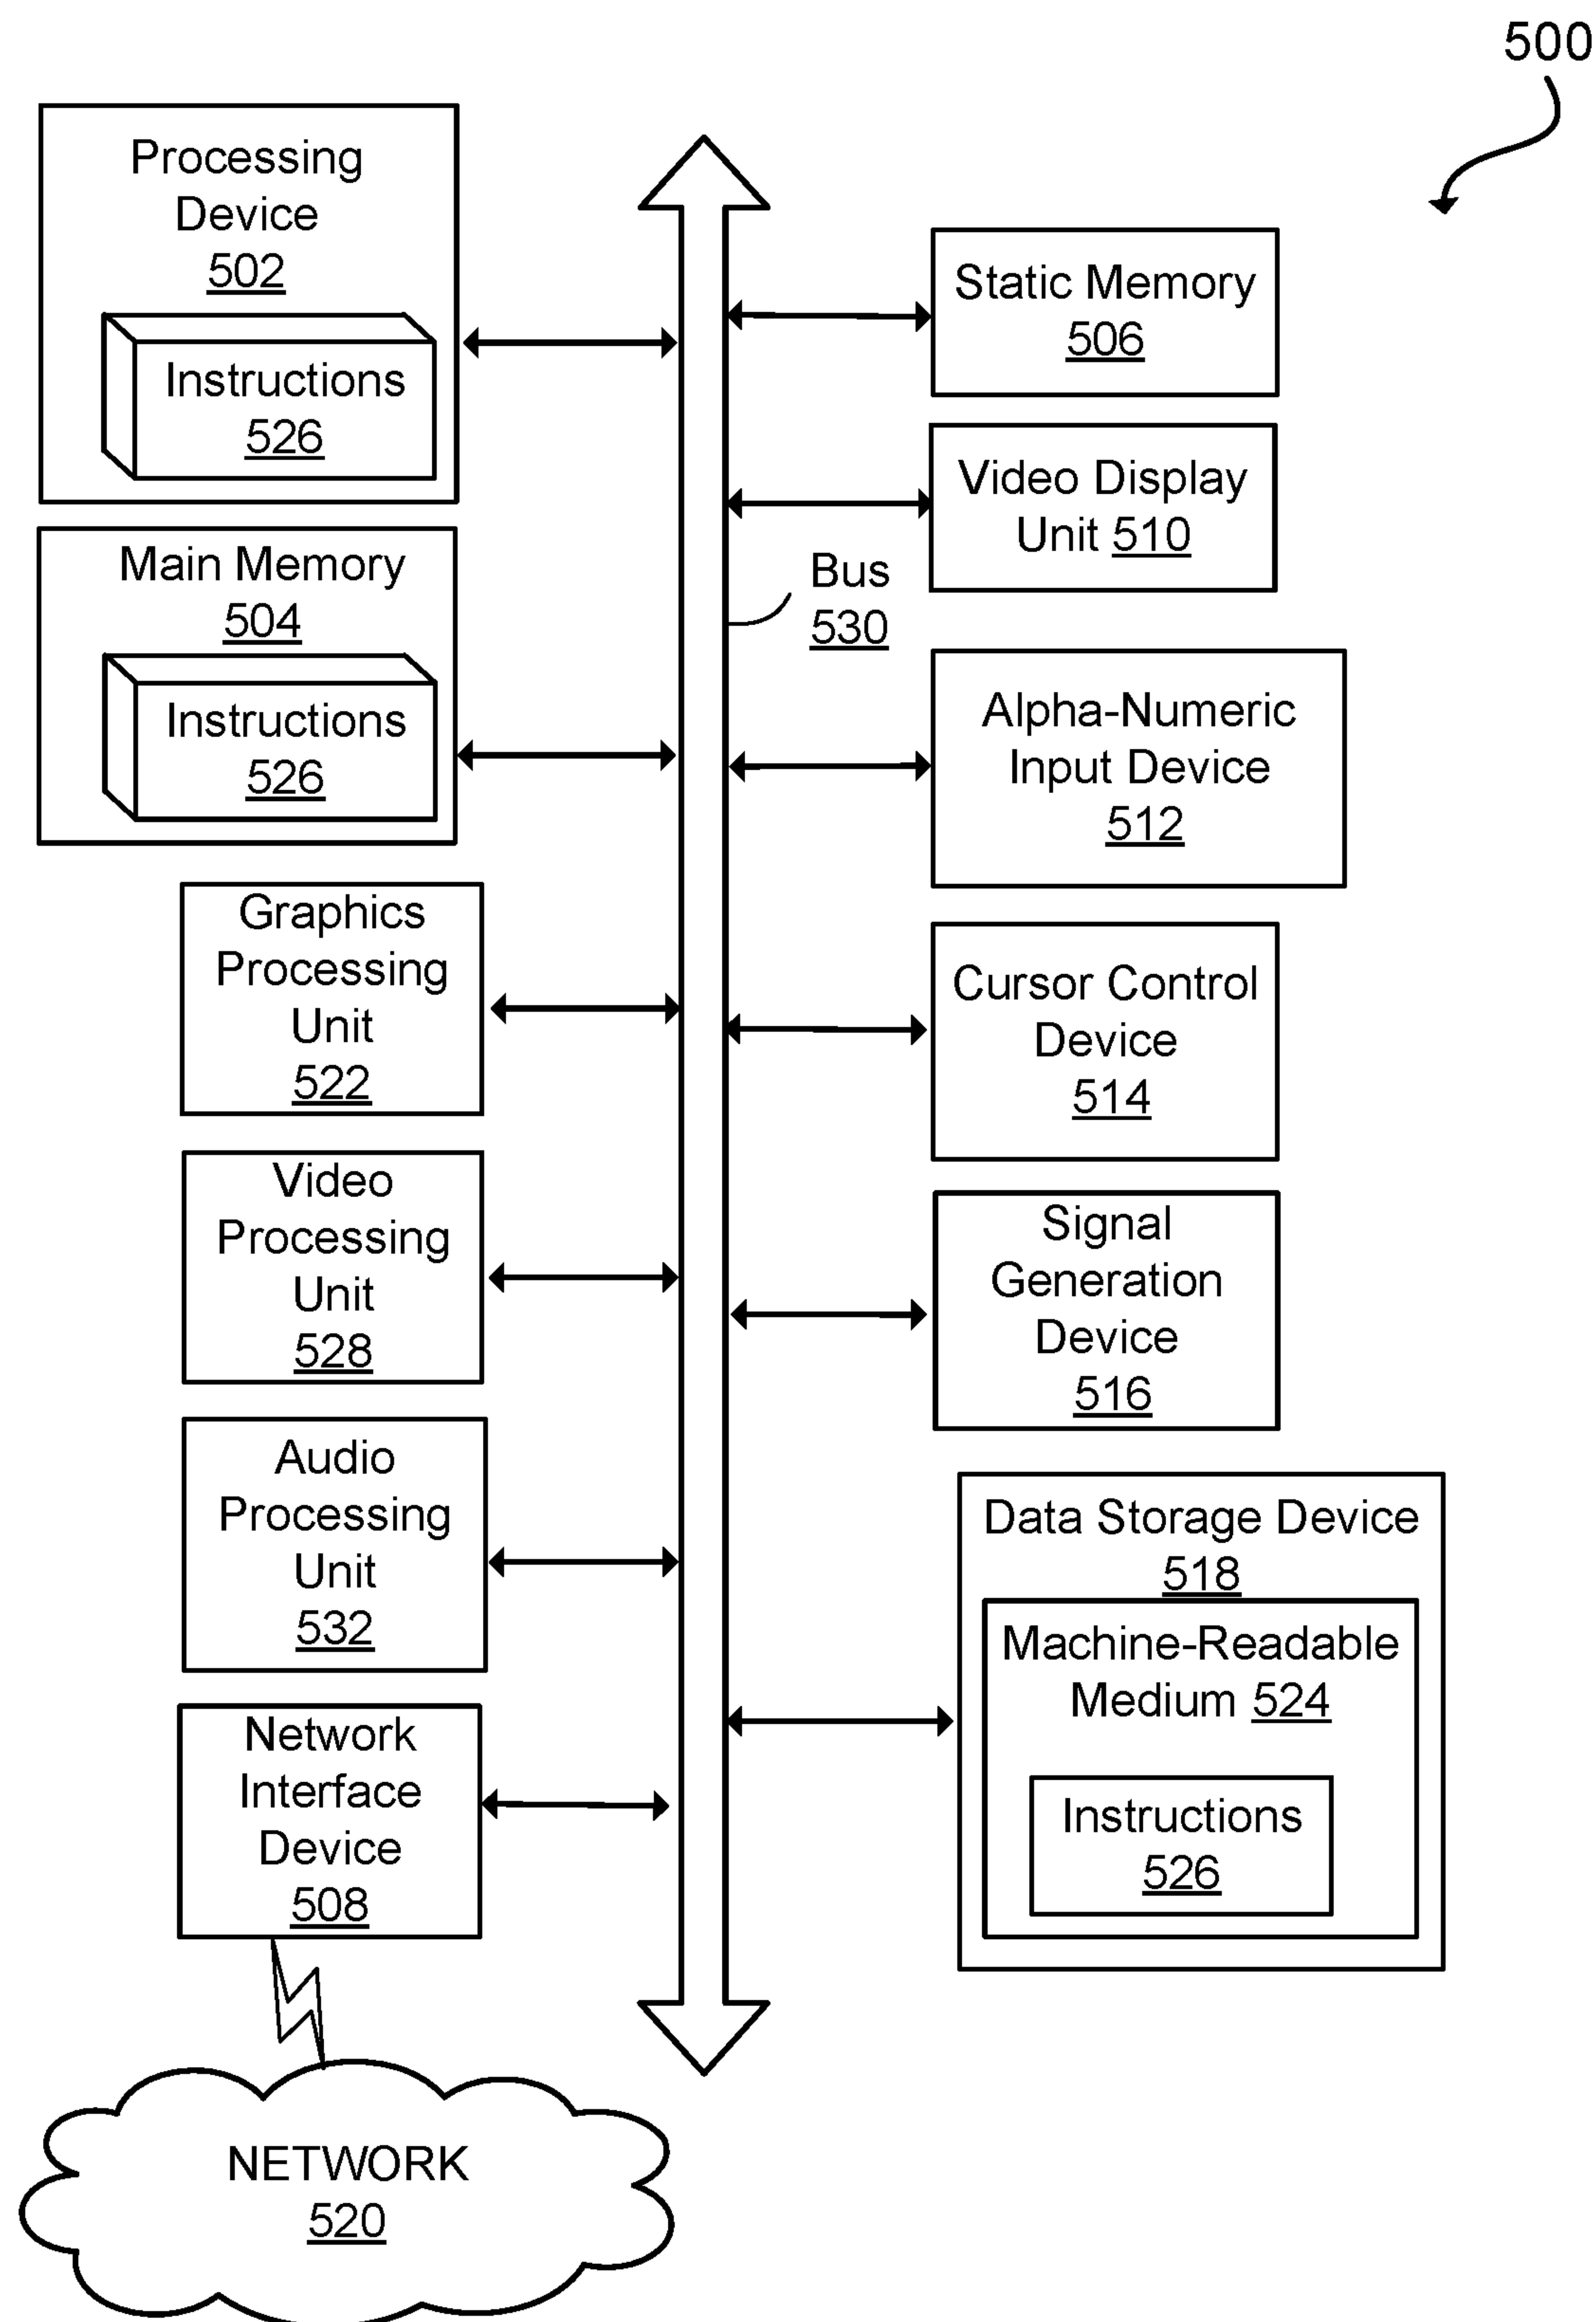 500
Processing
Device
502
Instructions
526
Main Memory
504
Instructions
526
Graphics
Processing
Unit
522
Video
Processing
Unit
528
Audio
Processing
Unit
532
Network
Interface
Device
508
NETWORK
520
Bus
530
Static Memory
506
Video Display
Unit 510
Alpha-Numeric
Input Device
512
Cursor Control
Device
514
Signal
Generation
Device
516
Data Storage Device
518
Machine-Readable
Medium 524
Instructions
526